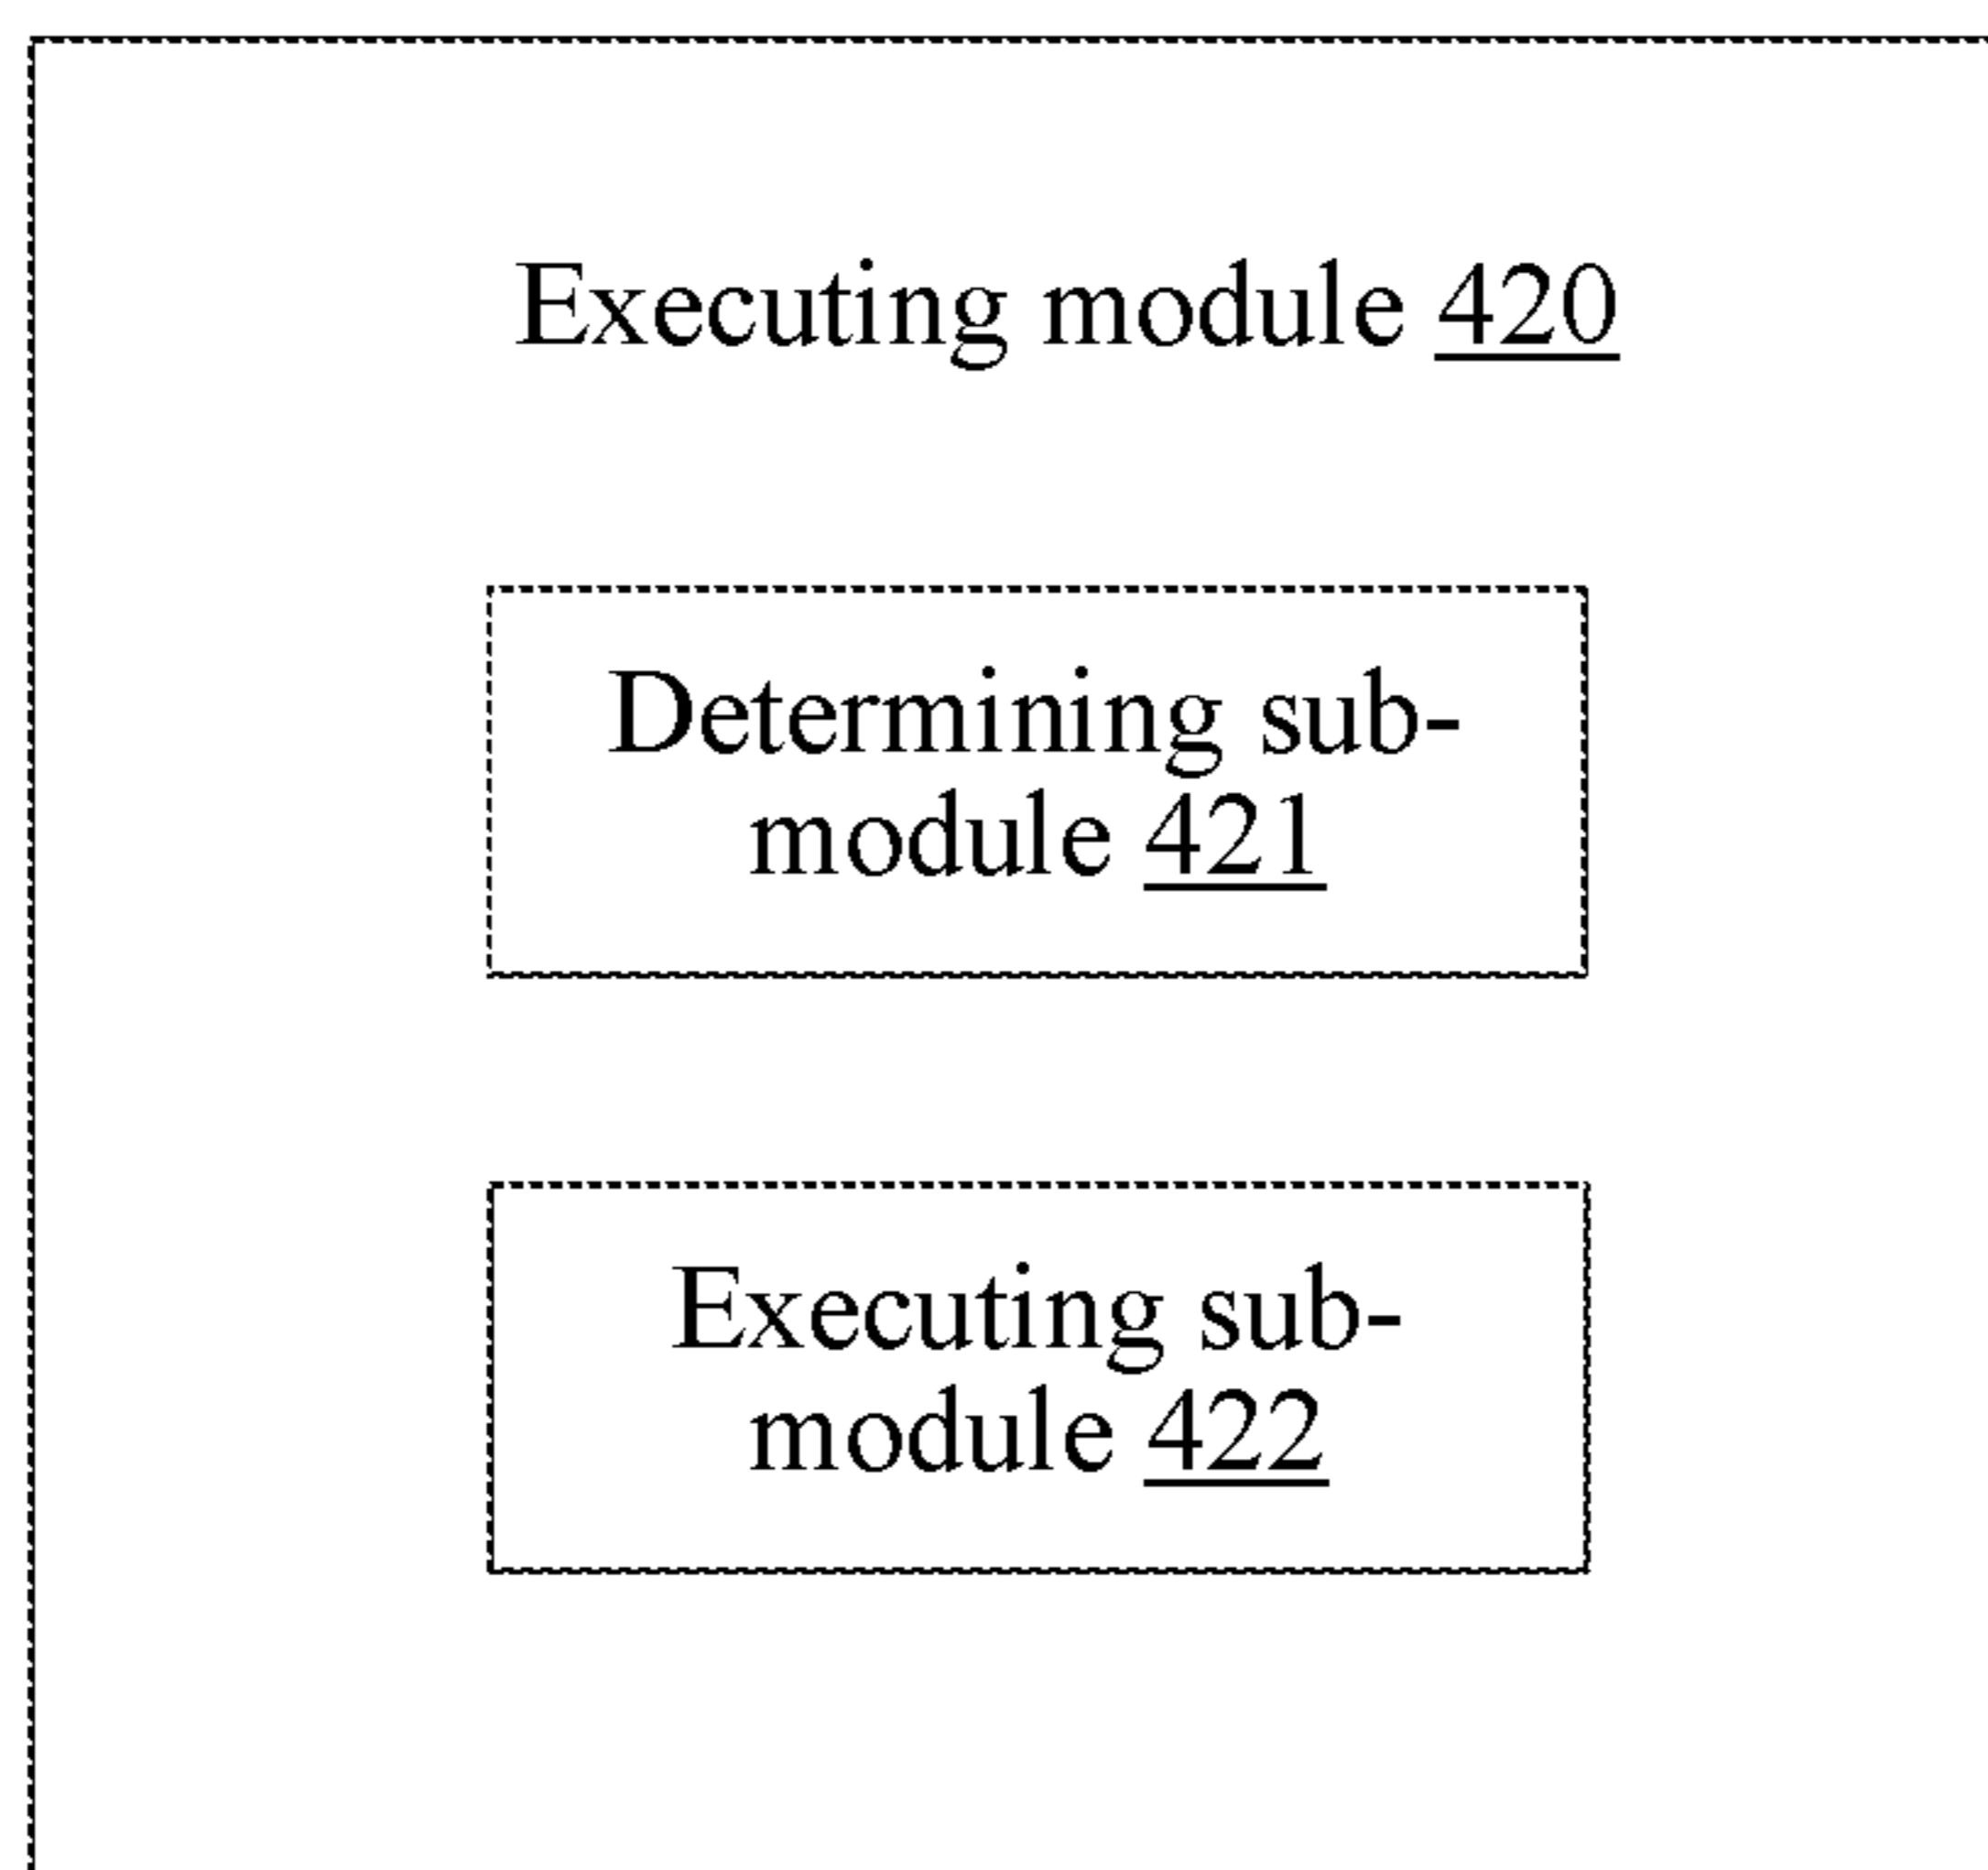 Executing module 420
Determining sub-
module 421
Executing sub-
module 422